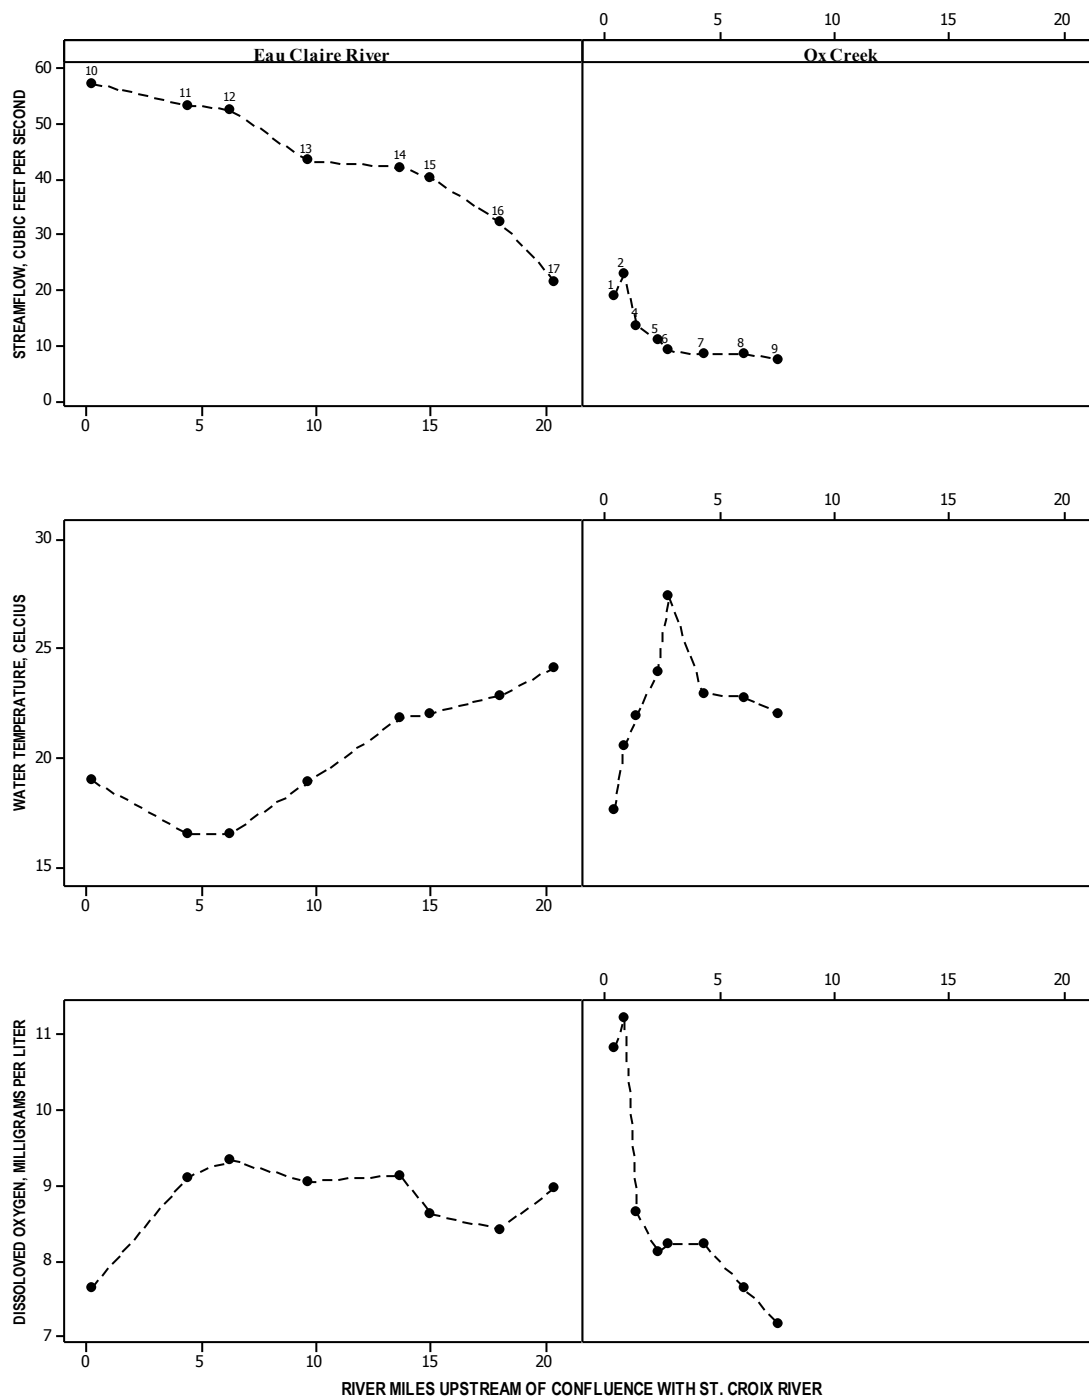 0 5 10 15 20
Eau Claire River Ox Creek
STREAMFLOW, CUBIC FEET PER SECOND
60
50
40
30
20
10
0
10
11
12
13
14
15
16
17
1
2
4
5
6
7
8
9
0 5 10 15 20
0 5 10 15 20
WATER TEMPERATURE, CELCIUS
30
25
20
15
0 5 10 15 20
0 5 10 15 20
DISSOLOVED OXYGEN, MILLIGRAMS PER LITER
11
10
9
8
7
0 5 10 15 20
RIVER MILES UPSTREAM OF CONFLUENCE WITH ST. CROIX RIVER